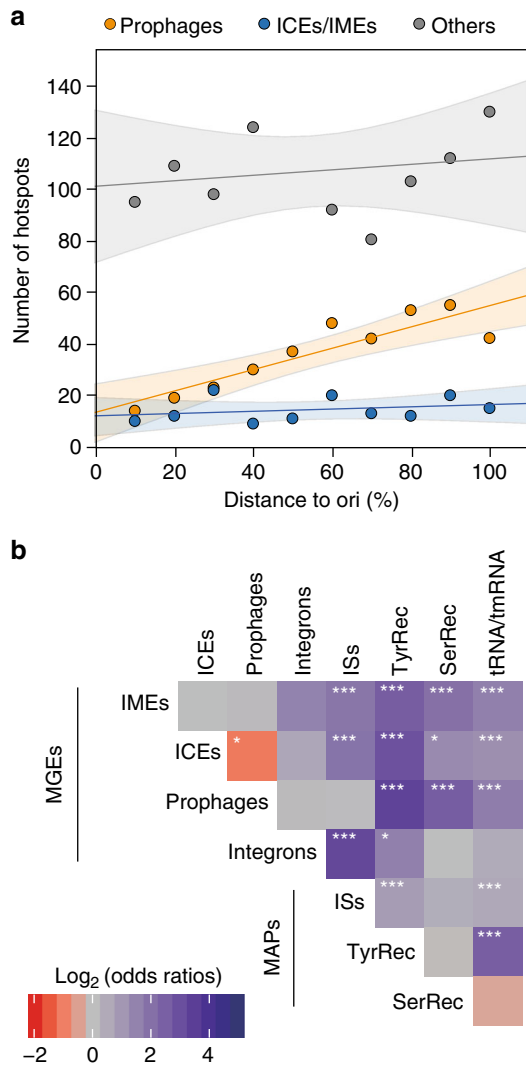 a
Prophages ICEs/IMEs Others
140
120
100
80
60
40
20
0
Number of hotspots
0 20 40 60 80 100
Distance to ori (%)
b
ICEs Prophages Integrons ISs TyrRec SerRec tRNA/tmRNA
IMEs *** *** *** ***
ICEs * *** *** * ***
Prophages *** *** ***
Integrons *** *
ISs *** ***
TyrRec ***
SerRec
MGEs
MAPs
Log2 (odds ratios)
−2 0 2 4